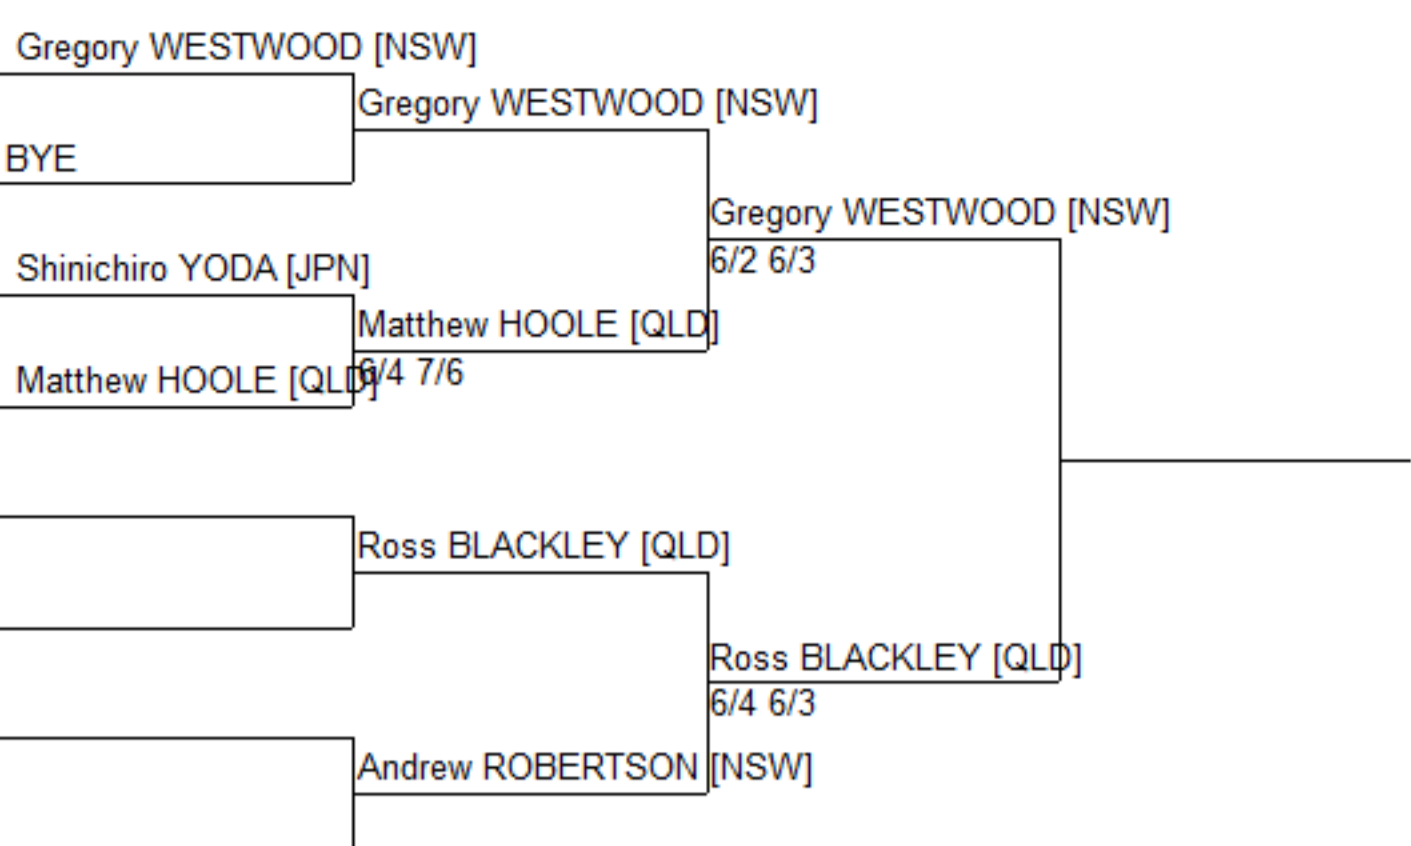 Gregory WESTWOOD [NSW]
Gregory WESTWOOD [NSW]
BYE
Gregory WESTWOOD [NSW]
6/2 6/3
Shinichiro YODA [JPN]
Matthew HOOLE [QLD]
6/4 7/6
Matthew HOOLE [QLD]
Ross BLACKLEY [QLD]
Ross BLACKLEY [QLD]
6/4 6/3
Andrew ROBERTSON [NSW]